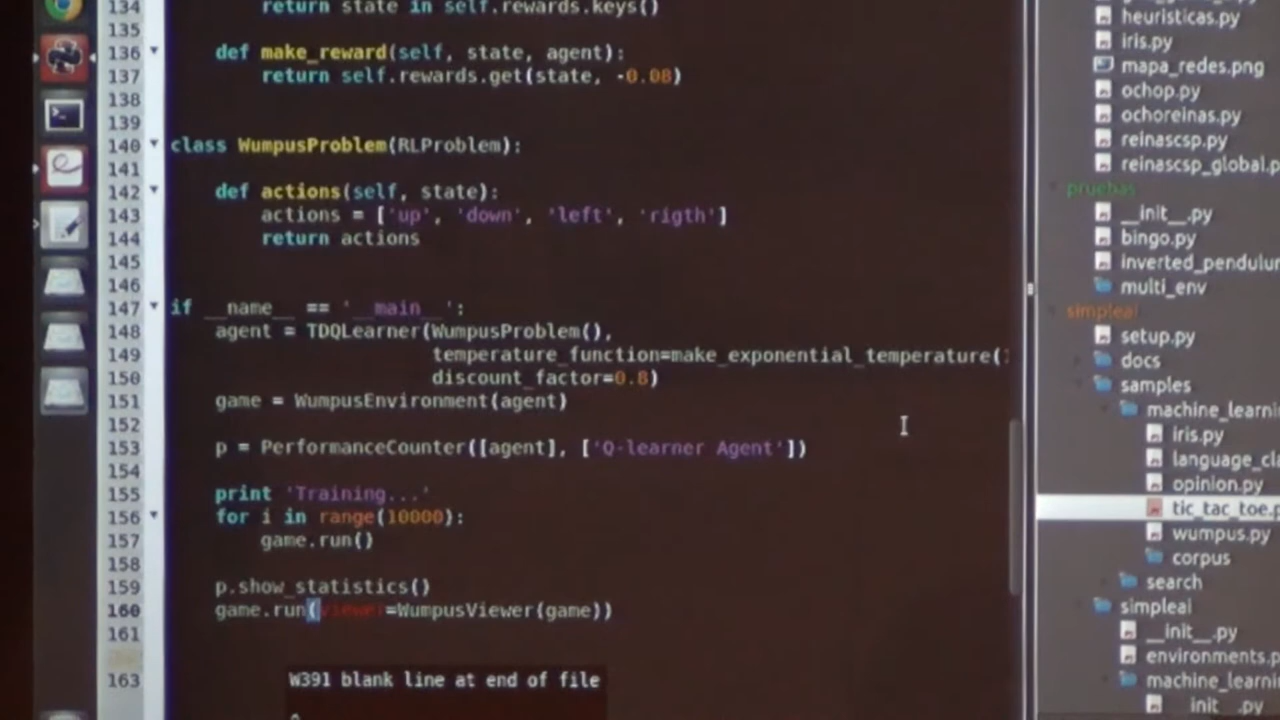 134 return state in self.rewards.keys()
135
136 def make_reward(self, state, agent):
137 return self.rewards.get(state, -0.08)
138
139
140 class WumpusProblem(RLProblem):
141
142 def actions(self, state):
143 actions = ['up', 'down', 'left', 'rigth']
144 return actions
145
146
147 if __name__ == '__main__':
148 agent = TDQLearner(WumpusProblem(),
149 temperature_function=make_exponential_temperature(
150 discount_factor=0.8)
151 game = WumpusEnvironment(agent)
152
153 p = PerformanceCounter([agent], ['Q-learner Agent'])
154
155 print 'Training...'
156 for i in range(10000):
157 game.run()
158
159 p.show_statistics()
160 game.run(viewer=WumpusViewer(game))
161
163
W391 blank line at end of file
heuristicas.py
iris.py
mapa_redes.png
ochop.py
ochoreinas.py
reinascsp.py
reinascsp_global.p
pruebas
__init__.py
bingo.py
inverted_pendulum
multi_env
simpleai
setup.py
docs
samples
machine_learni
iris.py
language_cla
opinion.py
tic_tac_toe.p
wumpus.py
corpus
search
simpleai
__init__.py
environments.p
machine_learni
__init__.py